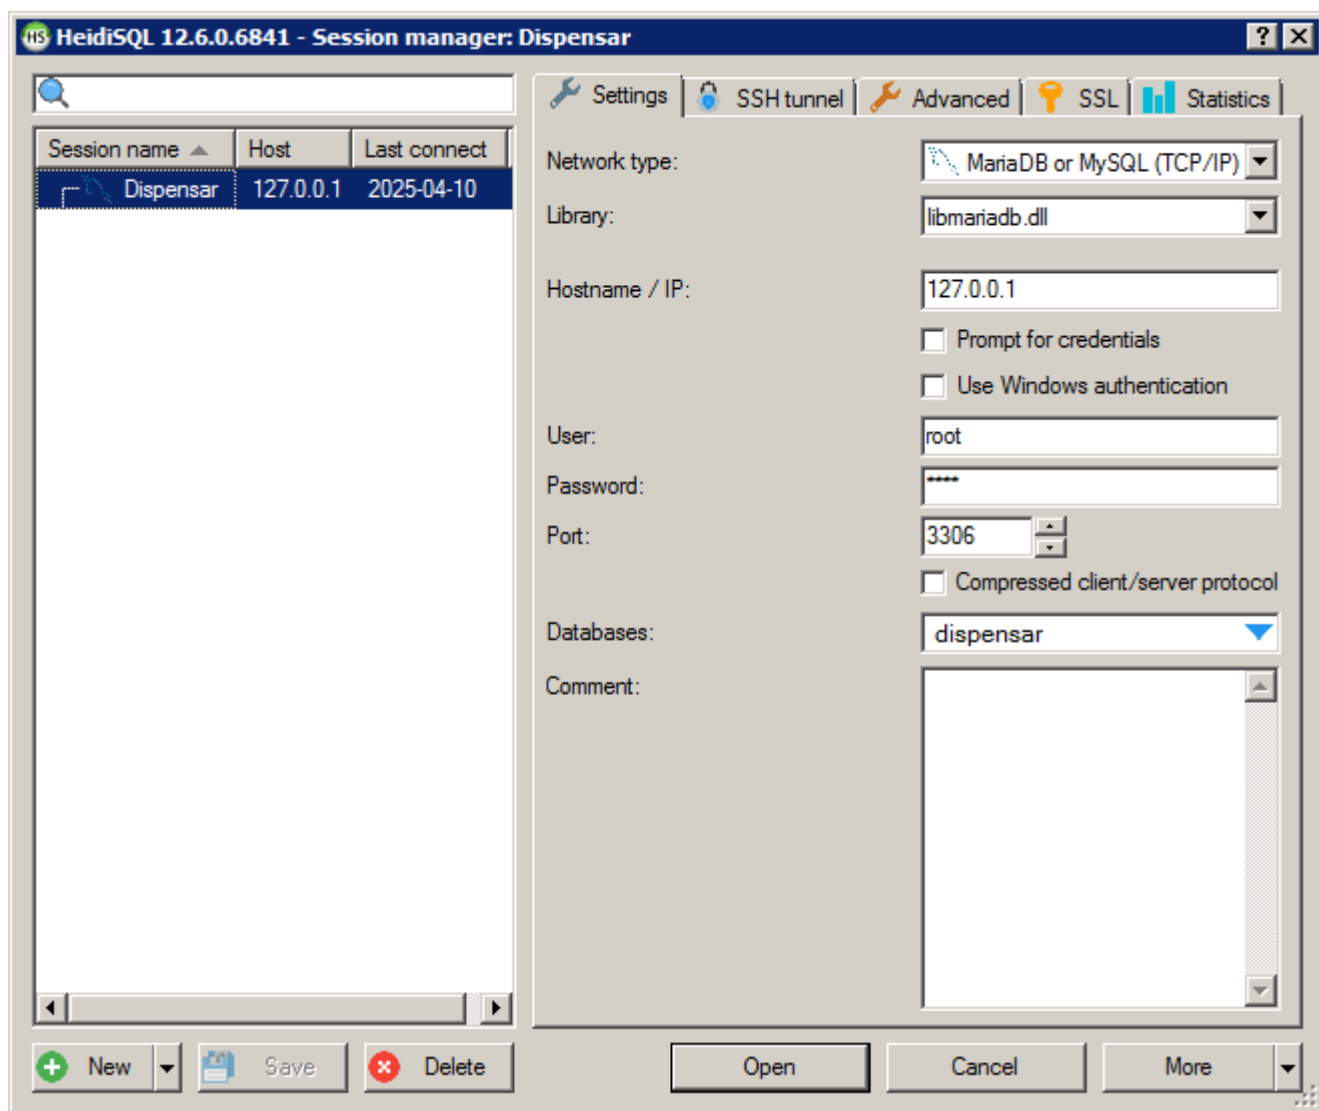 HeidiSQL 12.6.0.6841 - Session manager: Dispensar
Session name Host Last connect
Dispensar 127.0.0.1 2025-04-10
Settings SSH tunnel Advanced SSL Statistics
Network type: MariaDB or MySQL (TCP/IP)
Library: libmariadb.dll
Hostname / IP: 127.0.0.1
Prompt for credentials
Use Windows authentication
User: root
Password: ****
Port: 3306
Compressed client/server protocol
Databases: dispensar
Comment:
New Save Delete Open Cancel More